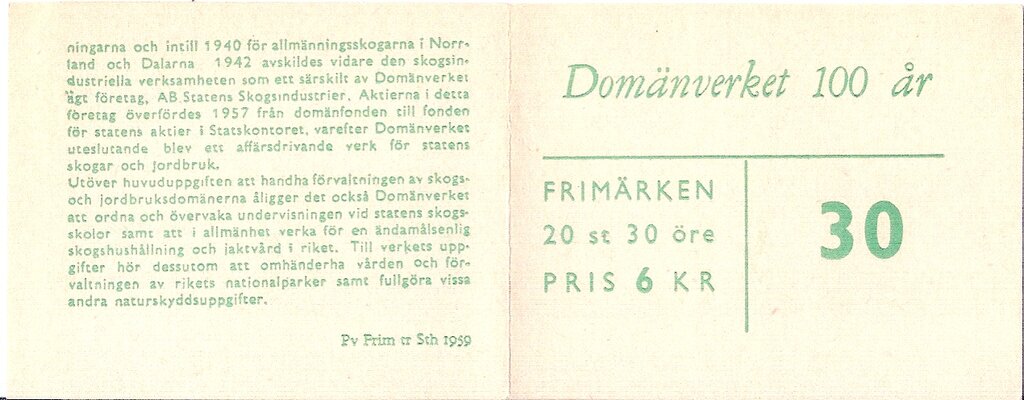 ningarna och intill 1940 för allmänningsskogarna i Norr-
land och Dalarna 1942 avskildes vidare den skogsin-
dustriella verksamheten som ett särskilt av Domänverket
ägt företag, AB Statens Skogsindustrier. Aktierna i detta
företag överfördes 1957 från domänfonden till fonden
för statens aktier i Statskontoret, varefter Domänverket
uteslutande blev ett affärsdrivande verk för statens
skogar och jordbruk.
Utöver huvuduppgiften att handha förvaltningen av skogs-
och jordbruksdomänerna åligger det också Domänverket
att ordna och övervaka undervisningen vid statens skogs-
skolor samt att i allmänhet verka för en ändamålsenlig
skogshushållning och jaktvård i riket. Till verkets upp-
gifter hör dessutom att omhänderha vården och för-
valtningen av rikets nationalparker samt fullgöra vissa
andra naturskyddsuppgifter.
Pv Frim tr Sth 1959
Domänverket 100 år
FRIMÄRKEN
20 st 30 öre
PRIS 6 KR
30